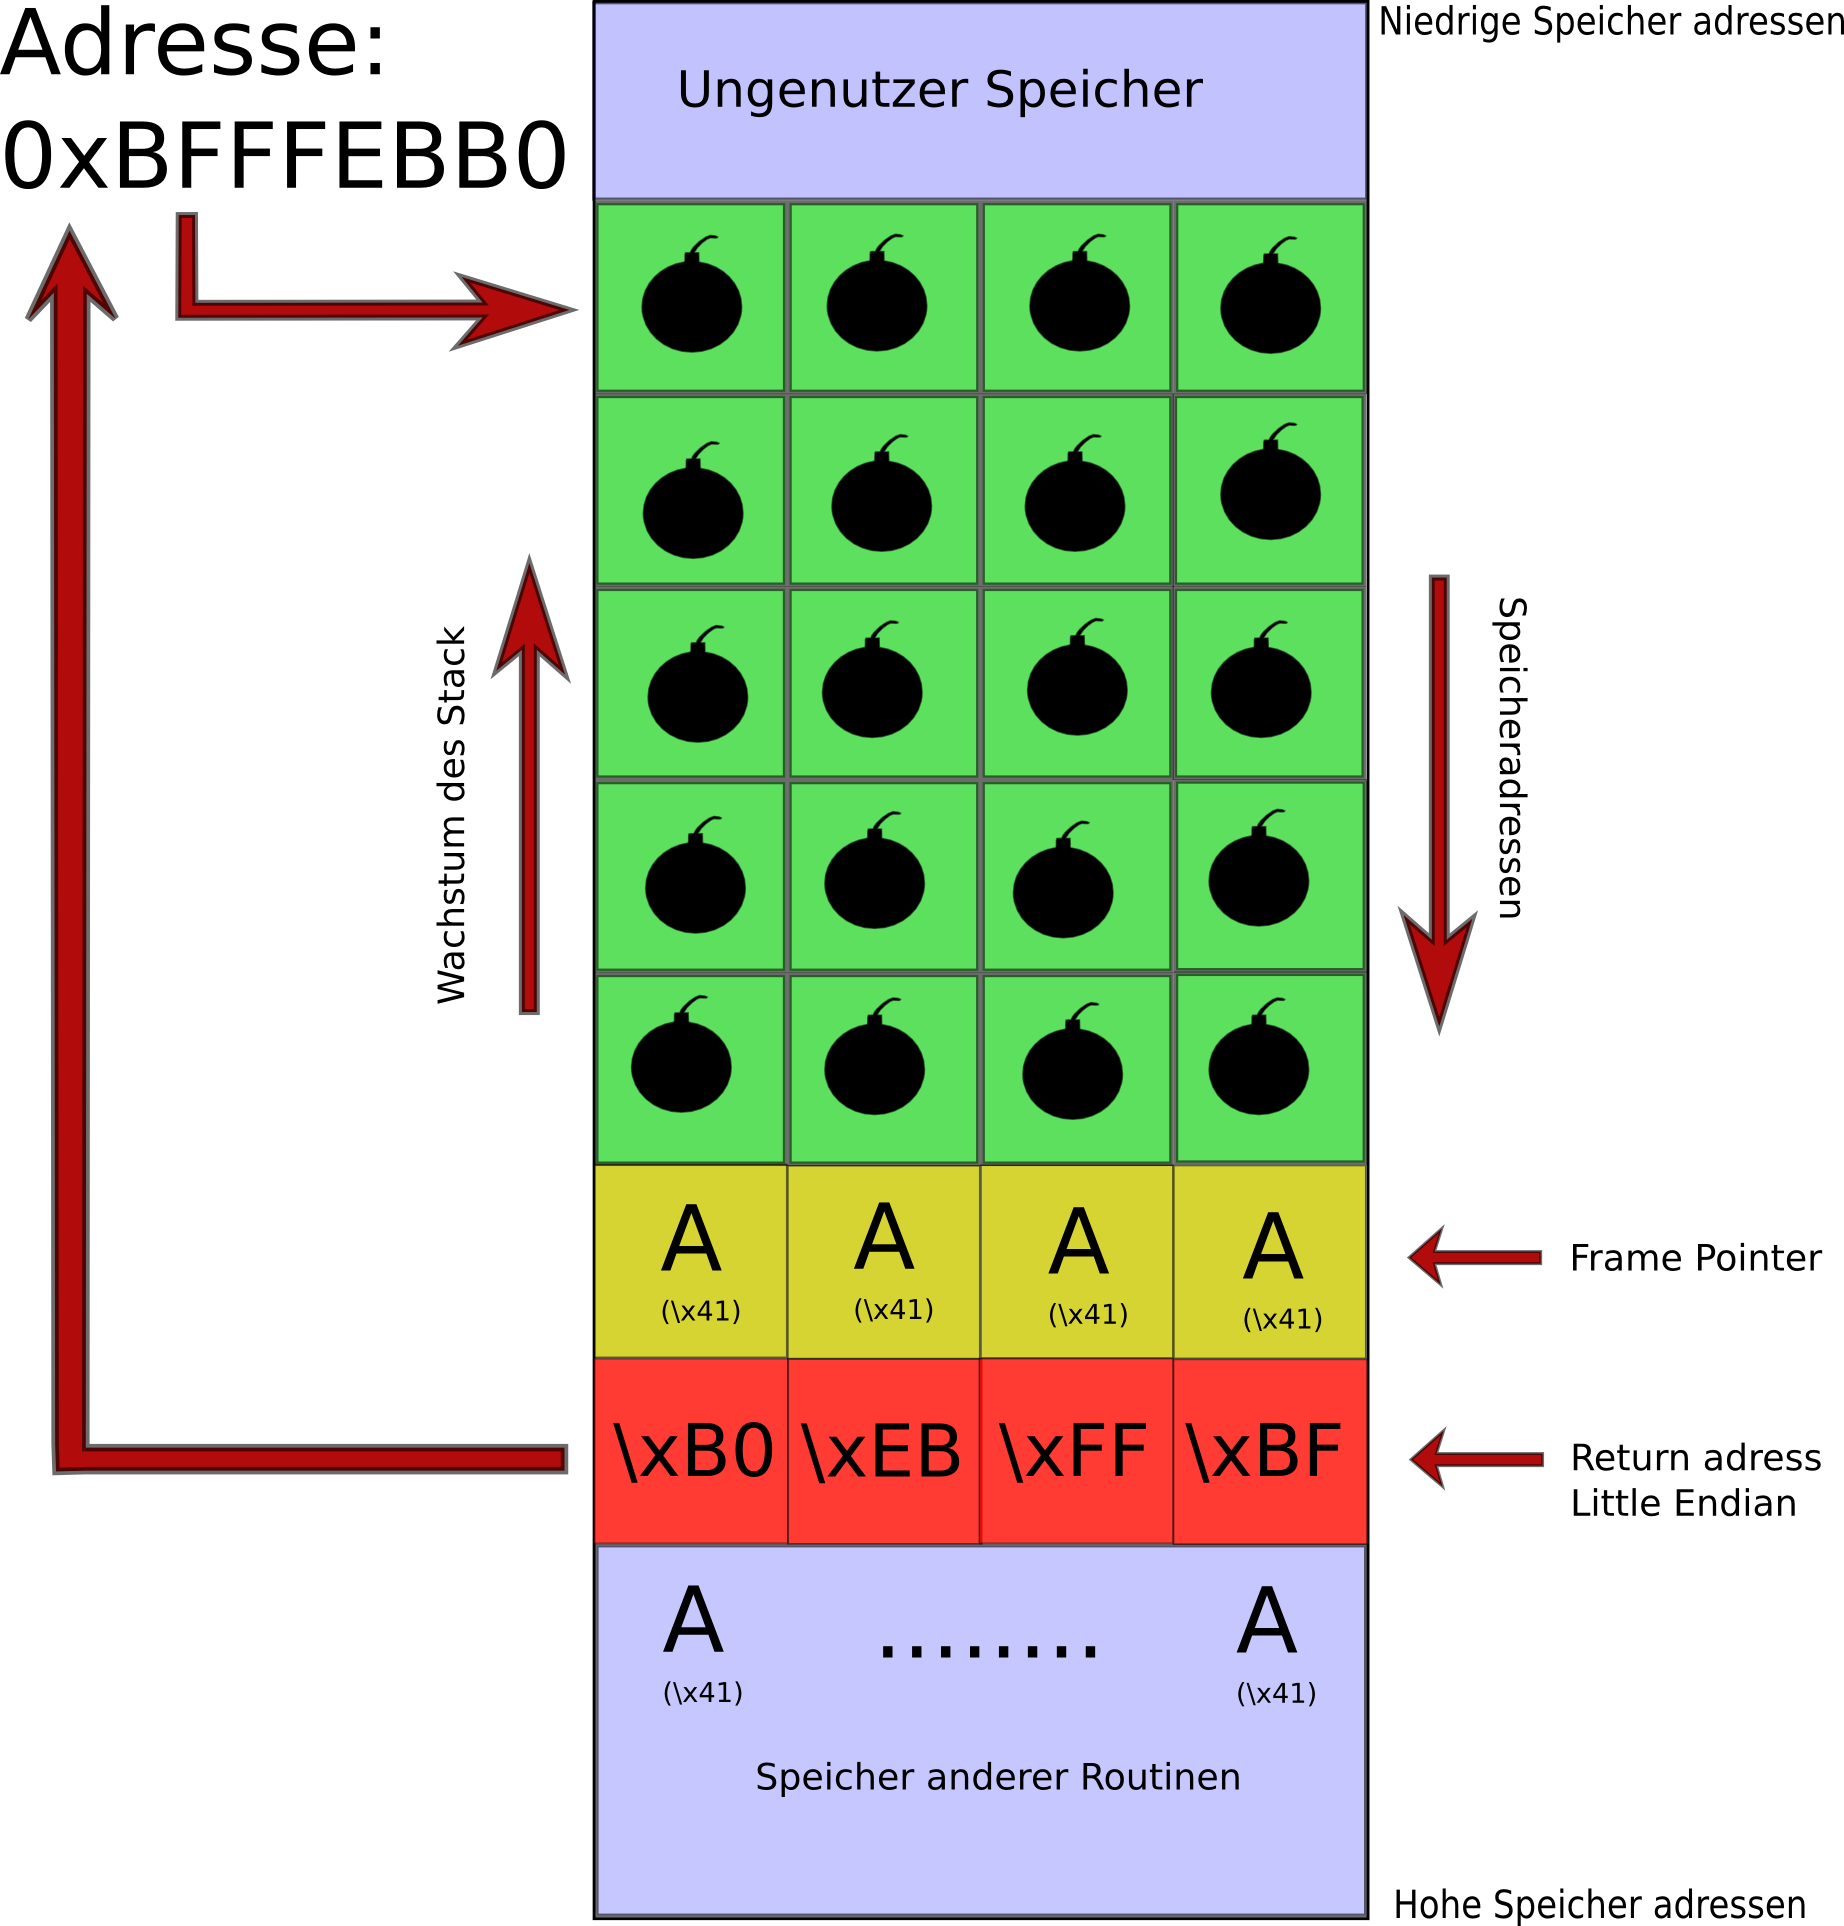 Adresse:
0xBFFFEBB0
Niedrige Speicher adressen
Ungenutzer Speicher
Wachstum des Stack
Speicheradressen
A A A A
(\x41) (\x41) (\x41) (\x41)
Frame Pointer
\xB0 \xEB \xFF \xBF
Return adress
Little Endian
A ........ A
(\x41) (\x41)
Speicher anderer Routinen
Hohe Speicher adressen